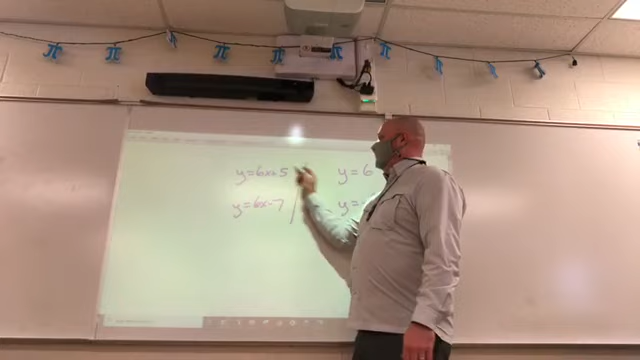 π π π π π π
y=6x+5
y=6
y=6x-7
y=